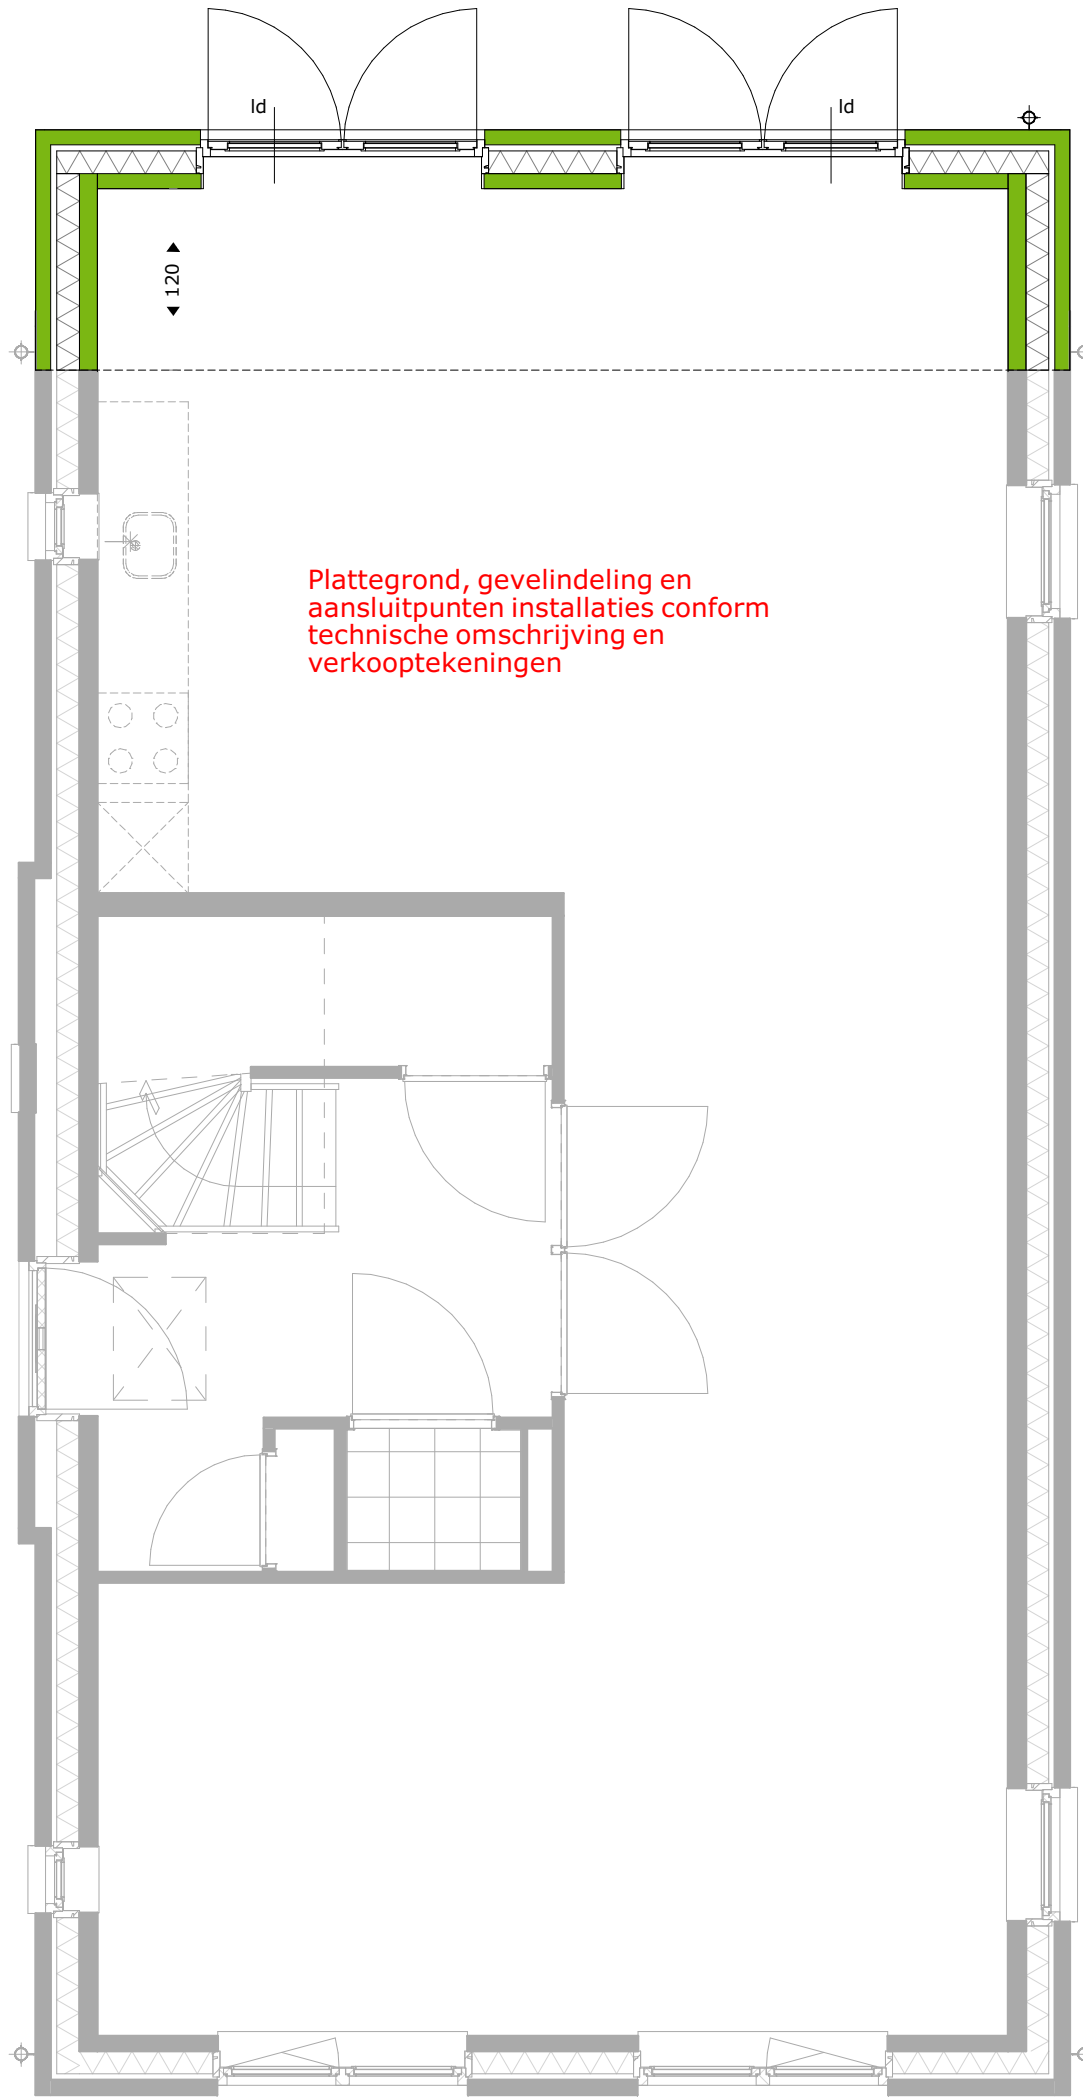 ld
ld
120
Plattegrond, gevelindeling en
aansluitpunten installaties conform
technische omschrijving en
verkooptekeningen